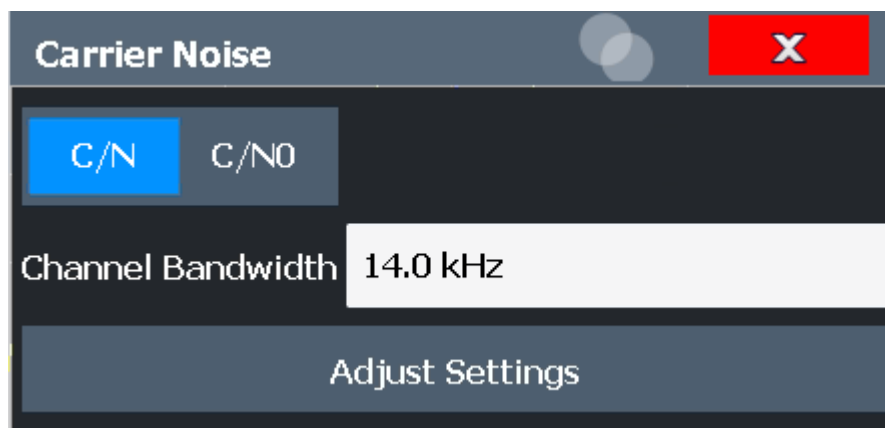 Carrier Noise X
C/N C/N0
Channel Bandwidth 14.0 kHz
Adjust Settings